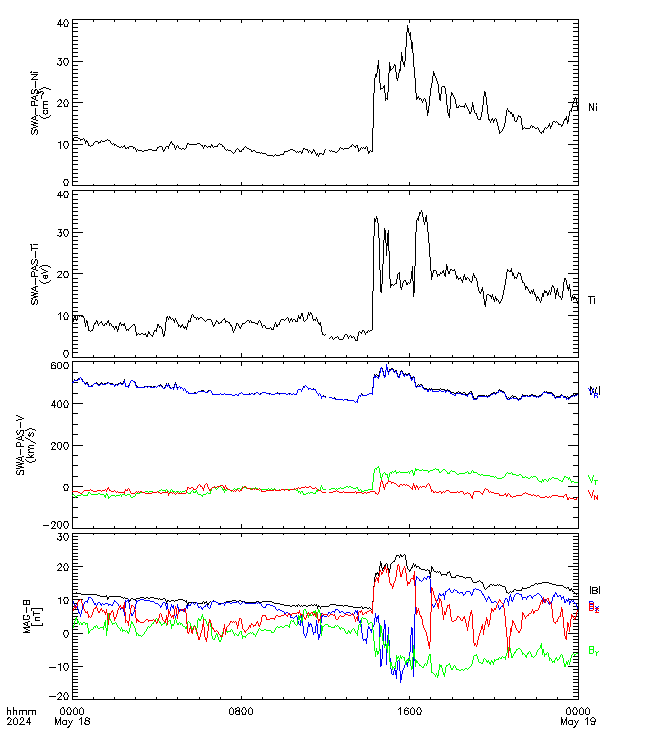 40
30
20
10
0
SWA-PAS-Ni
(cm-3)
Ni
40
30
20
10
0
SWA-PAS-Ti
(eV)
Ti
600
400
200
0
-200
SWA-PAS-V
(km/s)
|V|
VT
VN
30
20
10
0
-10
-20
MAG-B
[nT]
|B|
BY
hhmm
2024
0000
May 18
0800
1600
0000
May 19